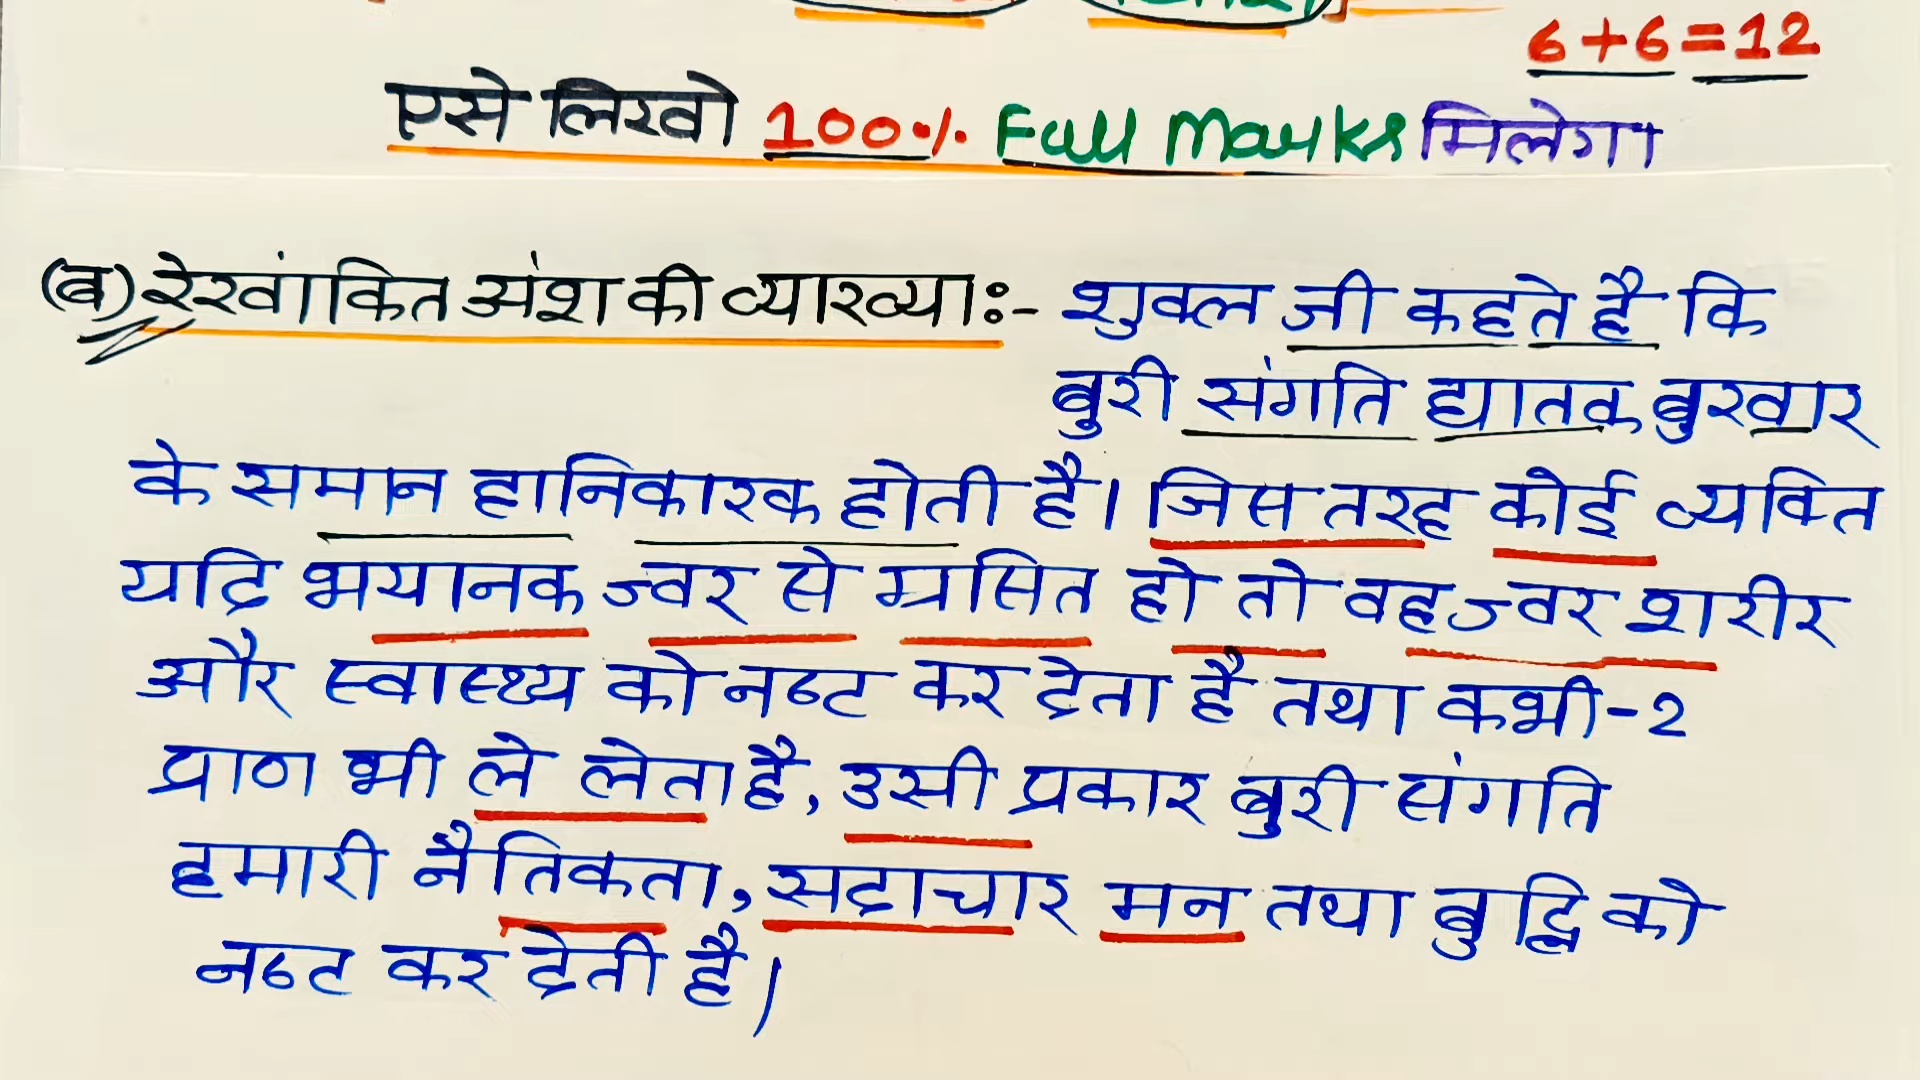 6+6=12
एसे लिखो 100% Full Marks मिलेगा
(ब) रेखांकित अंश की व्याख्या:- शुक्ल जी कहते है कि
बुरी संगति घातक बुखार
के समान हानिकारक होती है। जिस तरह कोई व्यक्ति
यदि भयानक ज्वर से ग्रसित हो तो वह ज्वर शरीर
और स्वास्थ्य को नष्ट कर देता है तथा कभी-2
प्राण भी ले लेता है, उसी प्रकार बुरी संगति
हमारी नैतिकता, सदाचार मन तथा बुद्धि को
नष्ट कर देती है।